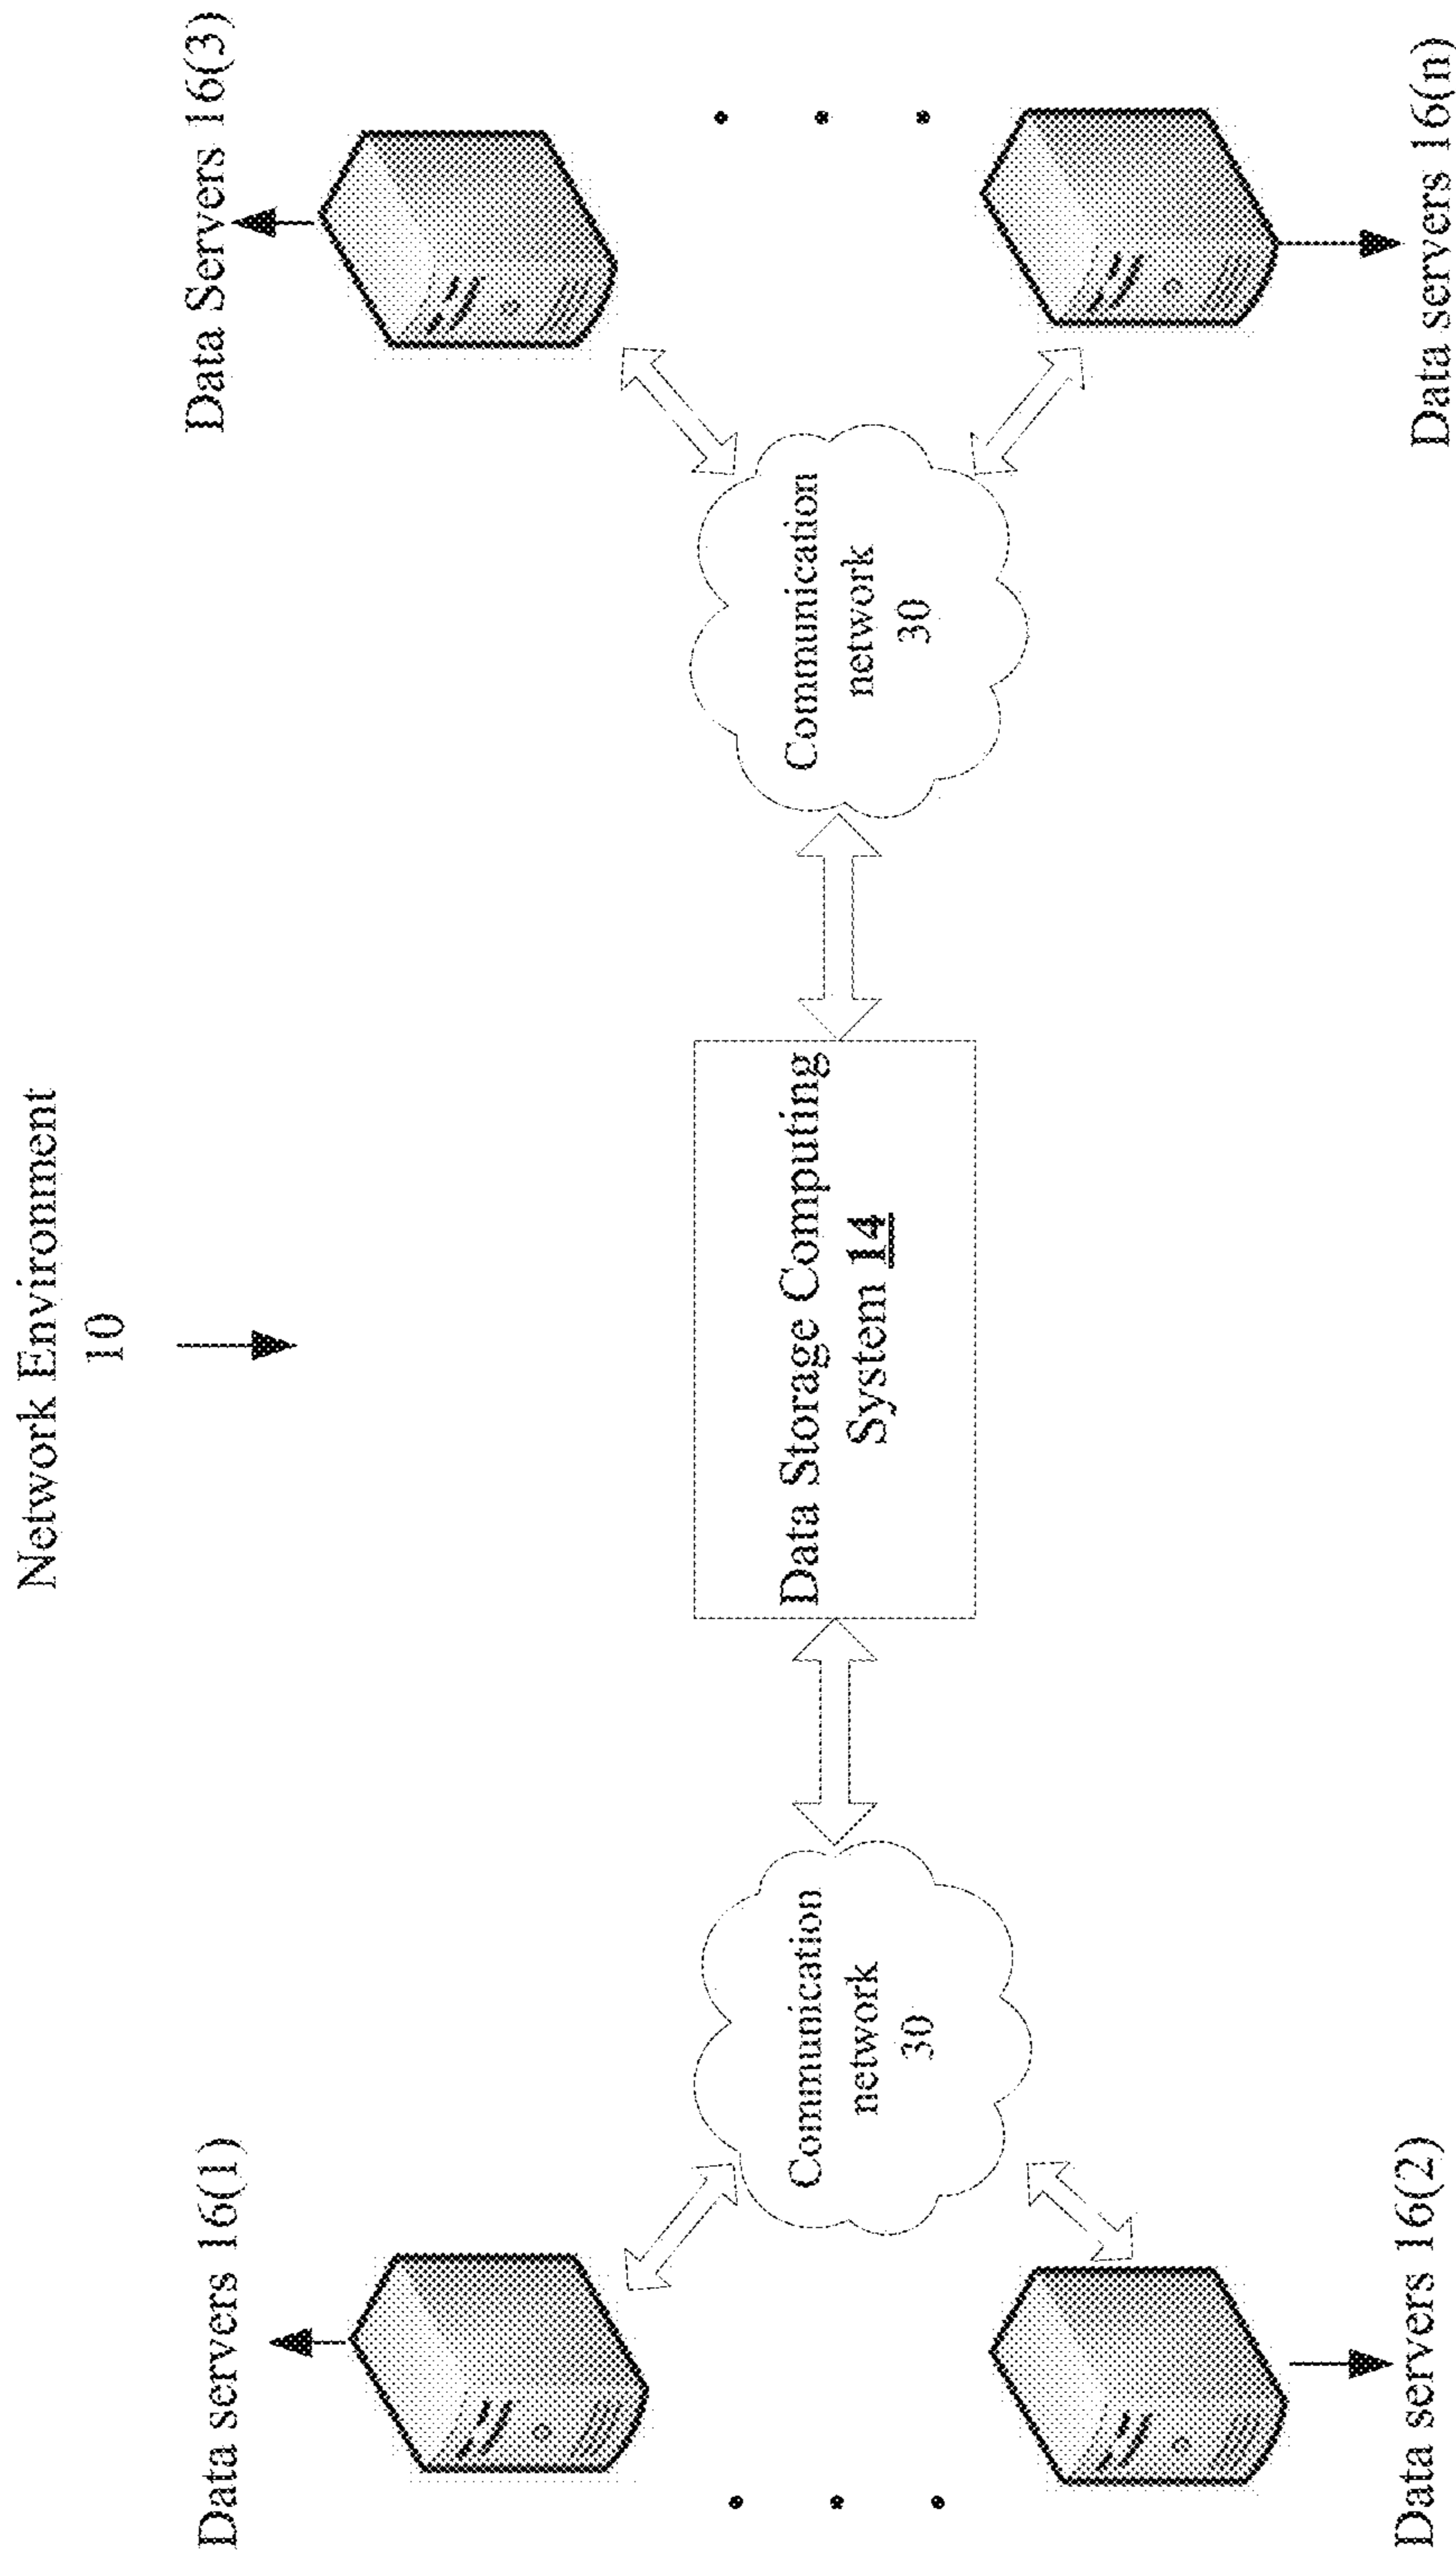 Network Environment
10
Data servers 16(1)
Data Servers 16(3)
Communication
network
30
Data Storage Computing
System 14
Communication
network
30
Data servers 16(2)
Data servers 16(n)